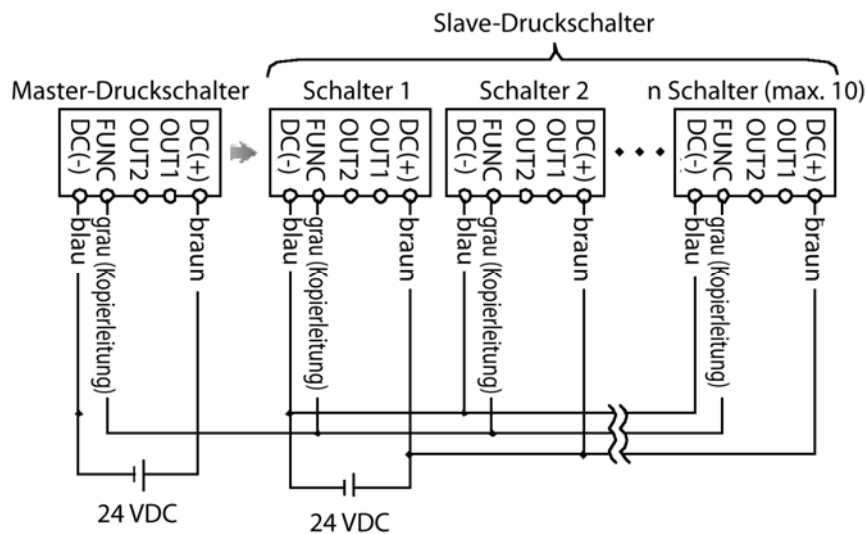 Slave-Druckschalter
Master-Druckschalter
Schalter 1
Schalter 2
n Schalter (max. 10)
DC(-)
FUNC
OUT2
OUT1
DC(+)
DC(-)
FUNC
OUT2
OUT1
DC(+)
DC(-)
FUNC
OUT2
OUT1
DC(+)
DC(-)
FUNC
OUT2
OUT1
DC(+)
blau
grau (Kopierleitung)
braun
blau
grau (Kopierleitung)
braun
blau
grau (Kopierleitung)
braun
blau
grau (Kopierleitung)
braun
24 VDC
24 VDC